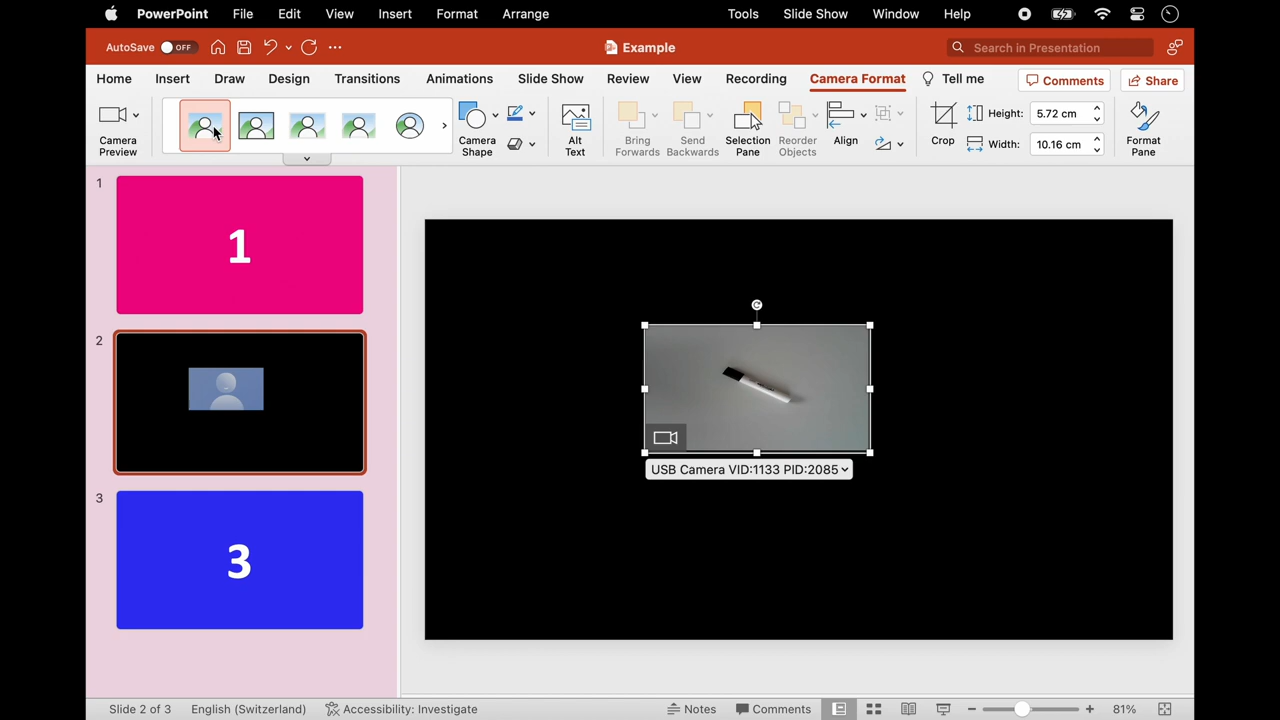 PowerPoint File Edit View Insert Format Arrange Tools Slide Show Window Help
AutoSave OFF Example Search in Presentation
Home Insert Draw Design Transitions Animations Slide Show Review View Recording Camera Format Tell me Comments Share
Camera
Preview
Camera
Shape
Alt
Text
Bring
Forwards
Send
Backwards
Selection
Pane
Reorder
Objects
Align
Crop
Height: 5.72 cm
Width: 10.16 cm
Format
Pane
1
1
2
3
3
USB Camera VID:1133 PID:2085
Slide 2 of 3 English (Switzerland) Accessibility: Investigate Notes Comments 81%